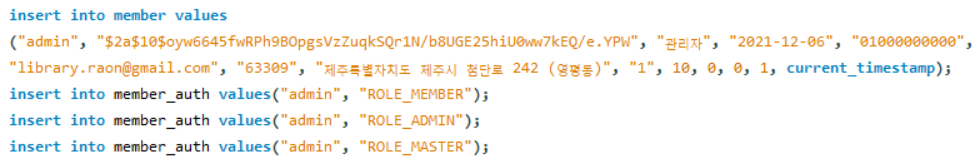 insert into member values
("admin", "$2a$10$oyw6645fwRPh9BOpgsVzZuqkSQr1N/b8UGE25hiU0ww7kEQ/e.YPW", "관리자", "2021-12-06", "01000000000",
"library.raon@gmail.com", "63309", "제주특별자치도 제주시 첨단로 242 (영평동)", "1", 10, 0, 0, 1, current_timestamp);
insert into member_auth values("admin", "ROLE_MEMBER");
insert into member_auth values("admin", "ROLE_ADMIN");
insert into member_auth values("admin", "ROLE_MASTER");